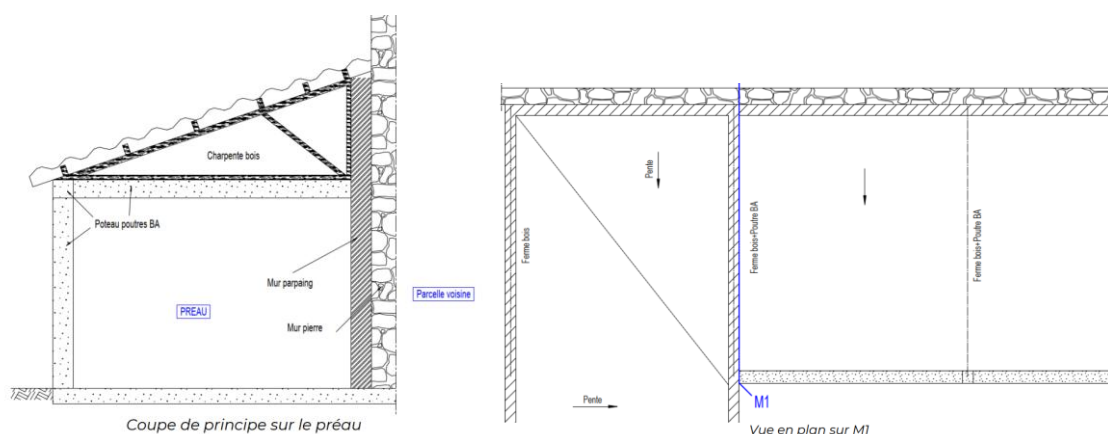 Charpente bois
Poteau poutres BA
Mur parpaing
PREAU
Parcelle voisine
Mur pierre
Coupe de principe sur le préau
Pente
Ferme bois
Ferme bois+Poutre BA
Ferme bois+Poutre BA
Pente
M1
Vue en plan sur M1